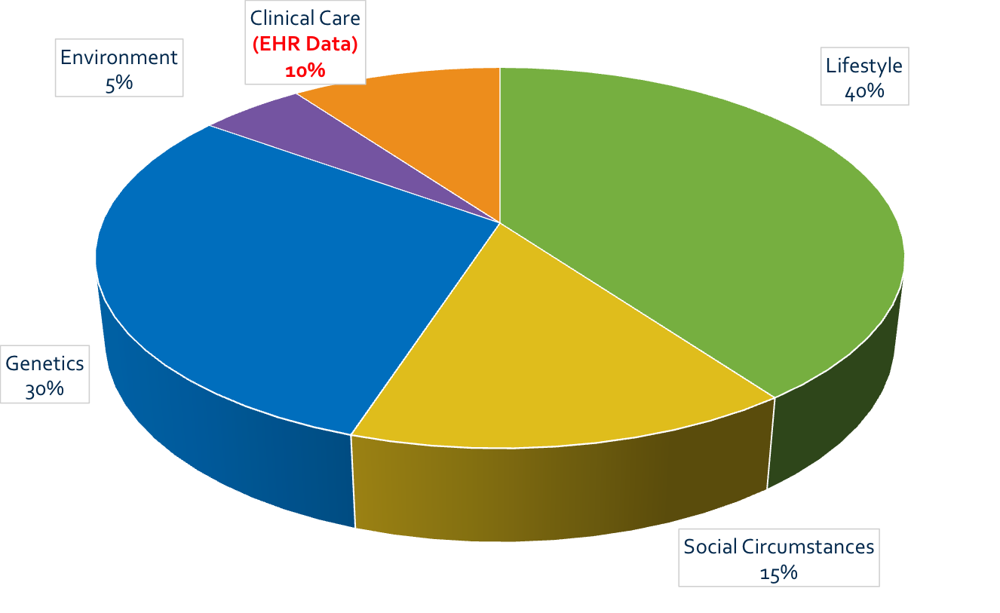 Clinical Care
(EHR Data)
10%
Environment
5%
Lifestyle
40%
Genetics
30%
Social Circumstances
15%